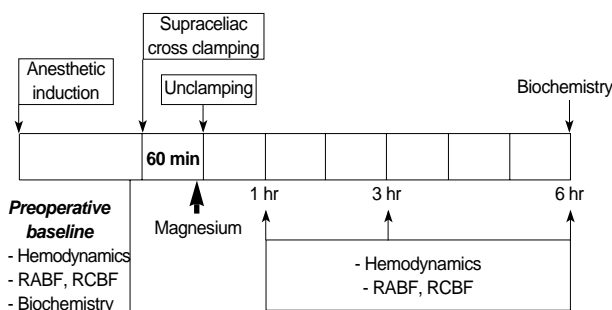 Supraceliac
cross clamping
Anesthetic
induction
Unclamping
Biochemistry
60 min
1 hr
3 hr
6 hr
Preoperative
baseline
- Hemodynamics
- RABF, RCBF
- Biochemistry
Magnesium
- Hemodynamics
- RABF, RCBF